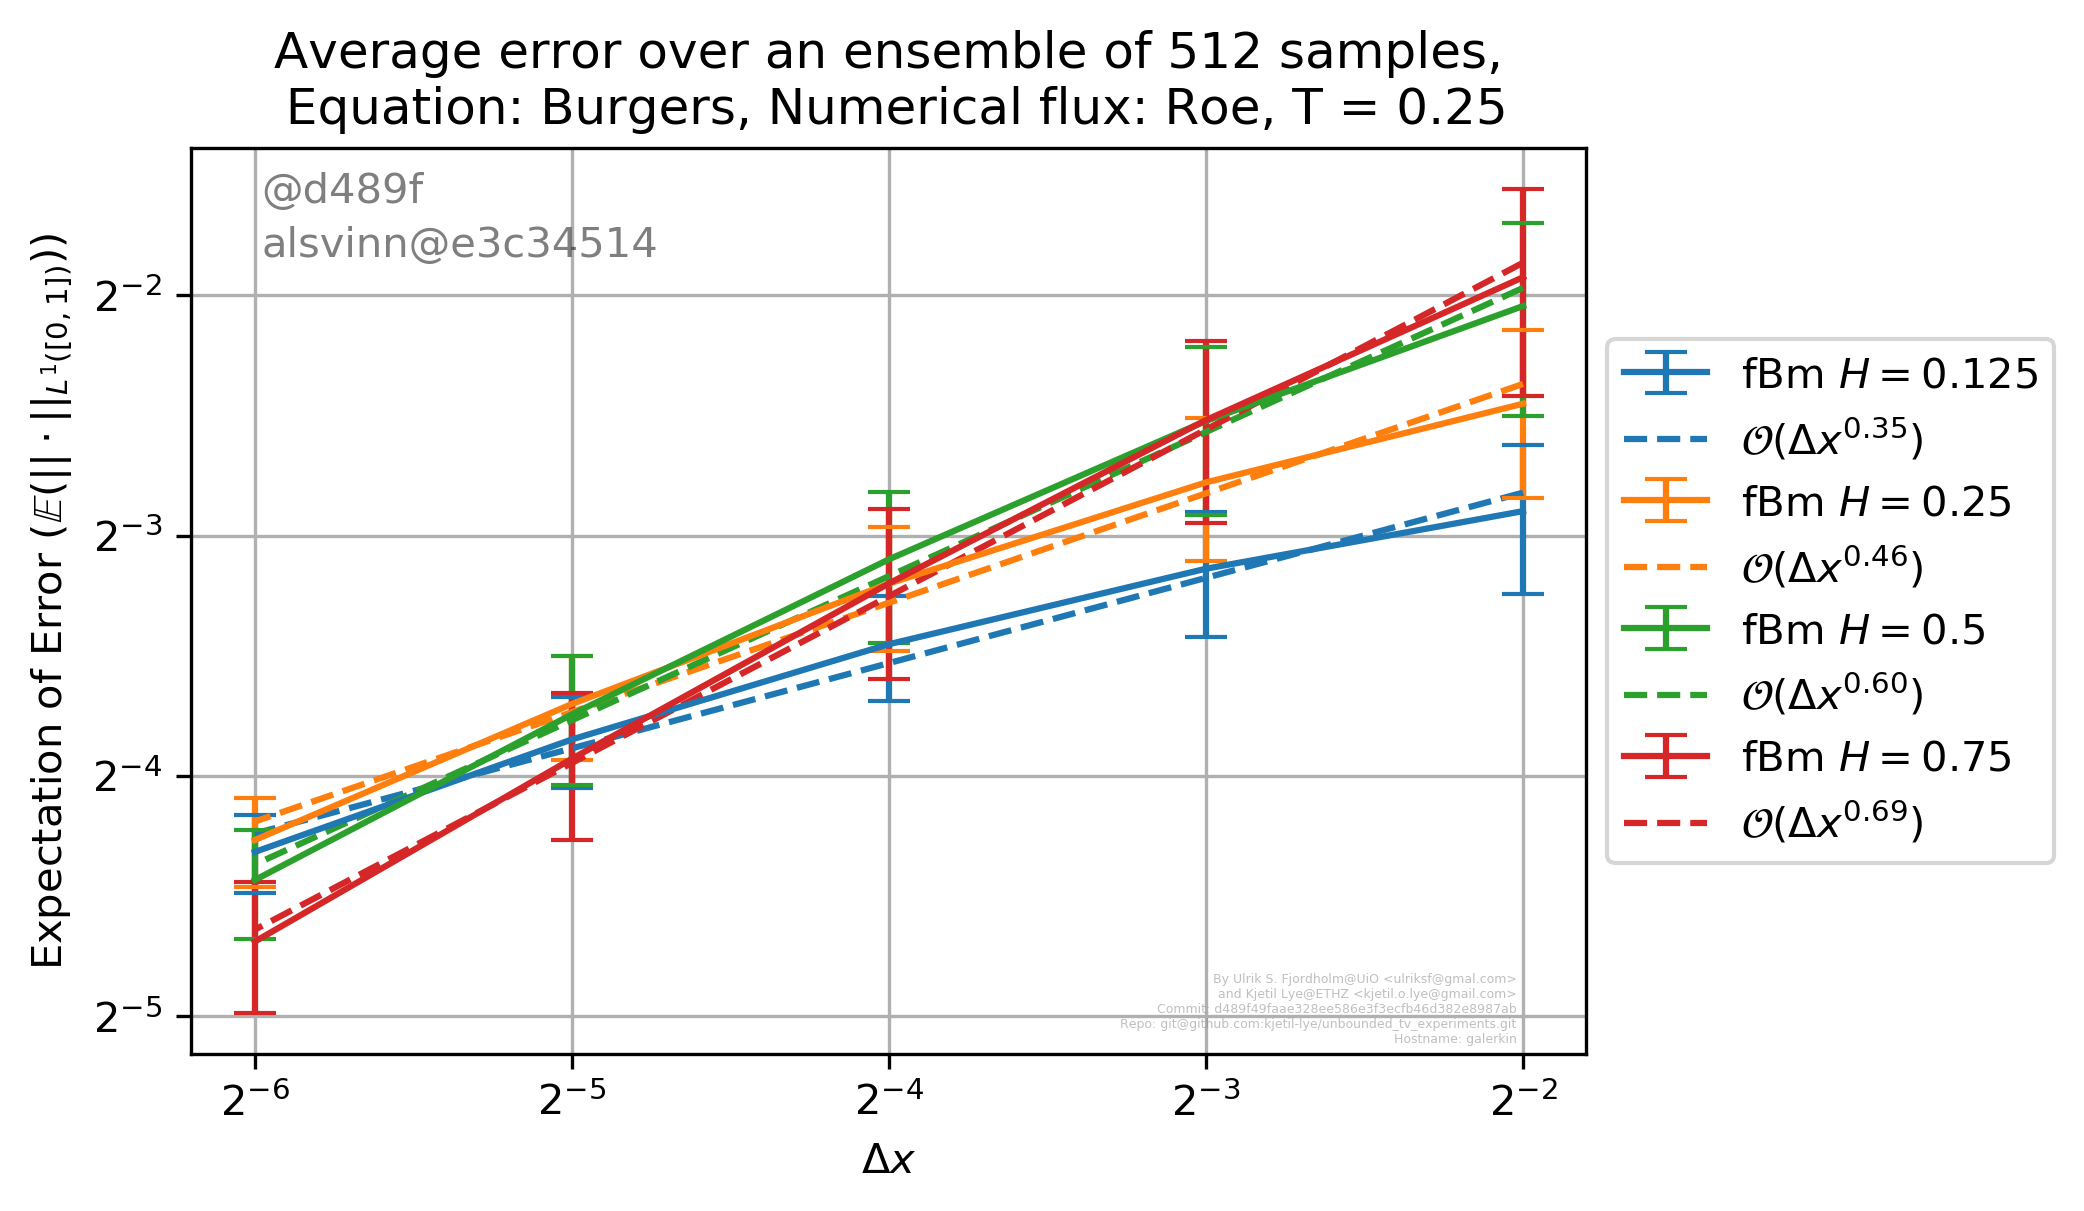 Average error over an ensemble of 512 samples,
Equation: Burgers, Numerical flux: Roe, T = 0.25
@d489f
alsvinn@e3c34514
Expectation of Error (𝔼(||·||_{L^1([0,1])}))
2^{-2}
2^{-3}
2^{-4}
2^{-5}
2^{-6}
2^{-5}
2^{-4}
2^{-3}
2^{-2}
Δx
fBm H = 0.125
𝒪(Δx^{0.35})
fBm H = 0.25
𝒪(Δx^{0.46})
fBm H = 0.5
𝒪(Δx^{0.60})
fBm H = 0.75
𝒪(Δx^{0.69})
By Ulrik S. Fjordholm@UiO <ulriksf@gmal.com>
and Kjetil Lye@ETHZ <kjetil.o.lye@gmail.com>
Commit: d489f49faae328ee586e3f3ecfb46d382e8987ab
Repo: git@github.com:kjetil-lye/unbounded_tv_experiments.git
Hostname: galerkin